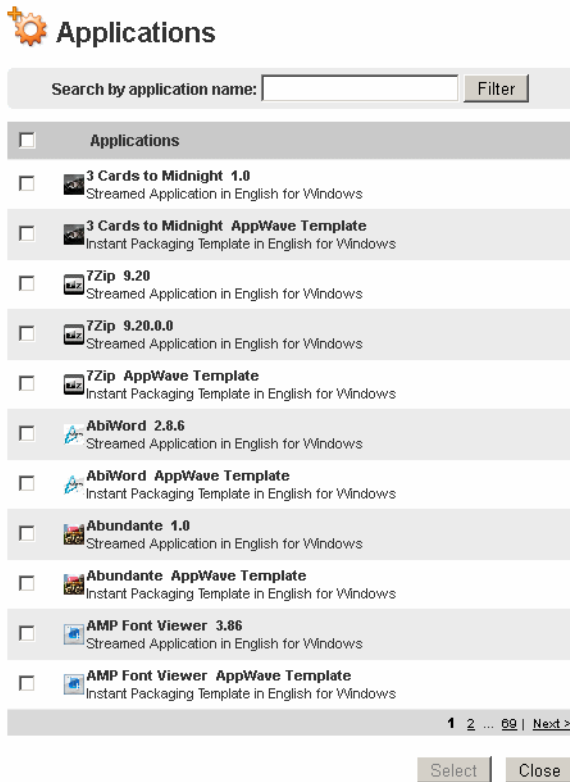 Applications
Search by application name: Filter
Applications
3 Cards to Midnight 1.0
Streamed Application in English for Windows
3 Cards to Midnight AppWave Template
Instant Packaging Template in English for Windows
7Zip 9.20
Streamed Application in English for Windows
7Zip 9.20.0.0
Streamed Application in English for Windows
7Zip AppWave Template
Instant Packaging Template in English for Windows
AbiWord 2.8.6
Streamed Application in English for Windows
AbiWord AppWave Template
Instant Packaging Template in English for Windows
Abundante 1.0
Streamed Application in English for Windows
Abundante AppWave Template
Instant Packaging Template in English for Windows
AMP Font Viewer 3.86
Streamed Application in English for Windows
AMP Font Viewer AppWave Template
Instant Packaging Template in English for Windows
1 2 ... 69 | Next >
Select Close